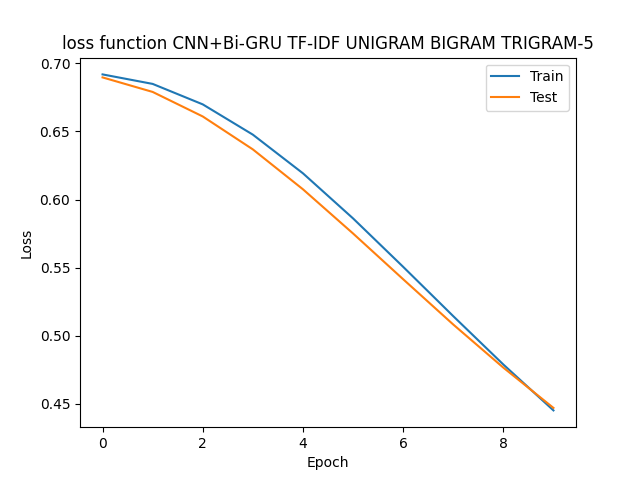 loss function CNN+Bi-GRU TF-IDF UNIGRAM BIGRAM TRIGRAM-5
Train
Test
0.70
0.65
0.60
0.55
0.50
0.45
Loss
0 2 4 6 8
Epoch